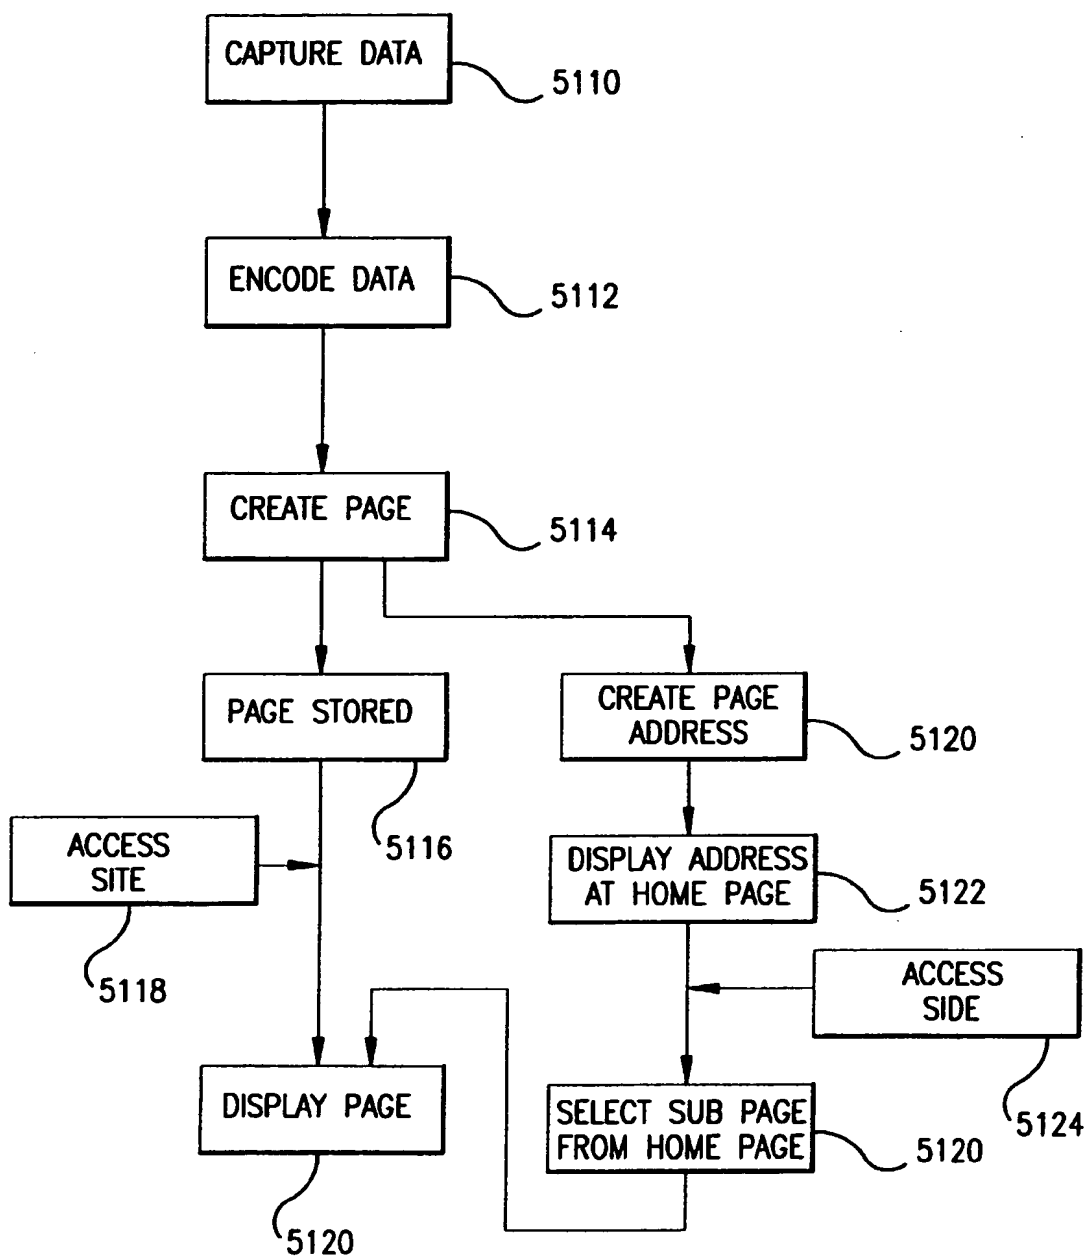 CAPTURE DATA
5110
ENCODE DATA
5112
CREATE PAGE
5114
PAGE STORED
5116
CREATE PAGE
ADDRESS
5120
ACCESS
SITE
5118
DISPLAY ADDRESS
AT HOME PAGE
5122
ACCESS
SIDE
5124
DISPLAY PAGE
5120
SELECT SUB PAGE
FROM HOME PAGE
5120